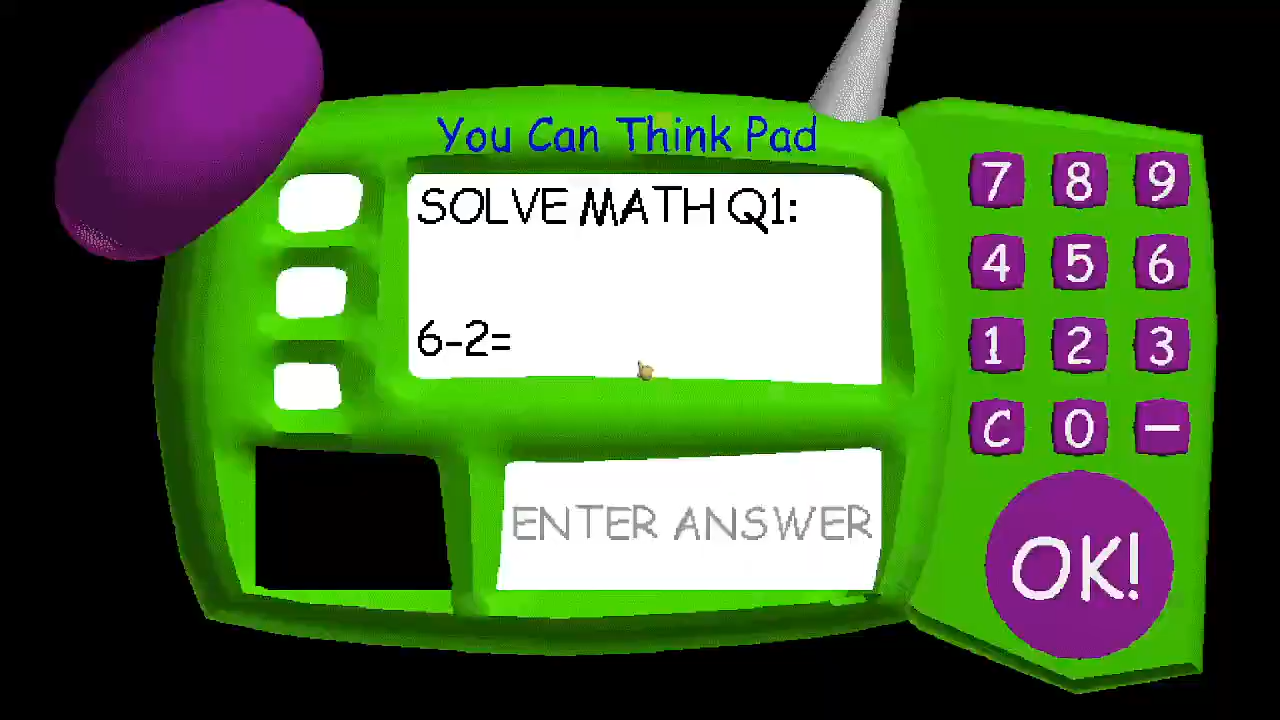 You Can Think Pad
SOLVE MATH Q1:
6-2=
ENTER ANSWER
7 8 9
4 5 6
1 2 3
C 0 −
OK!